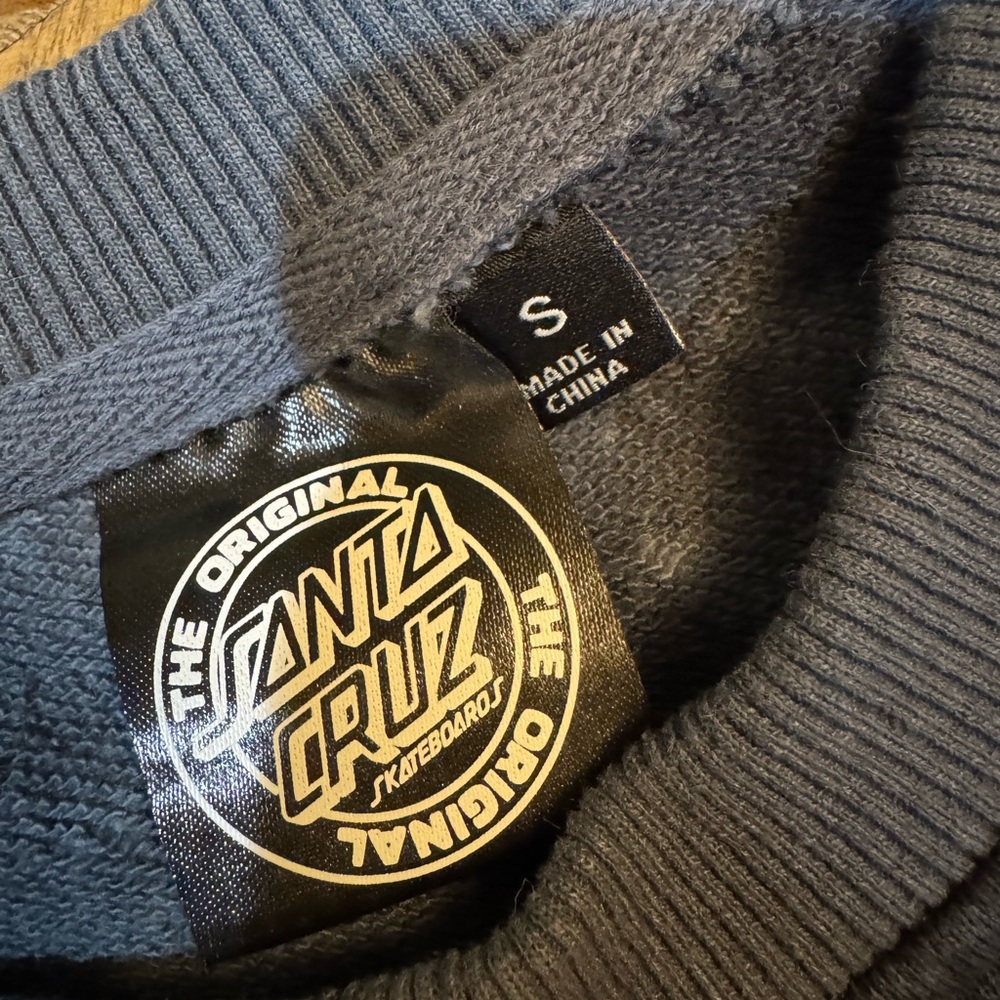 S
MADE IN
CHINA
THE ORIGINAL
SANTA
CRUZ
SKATEBOARDS
THE ORIGINAL